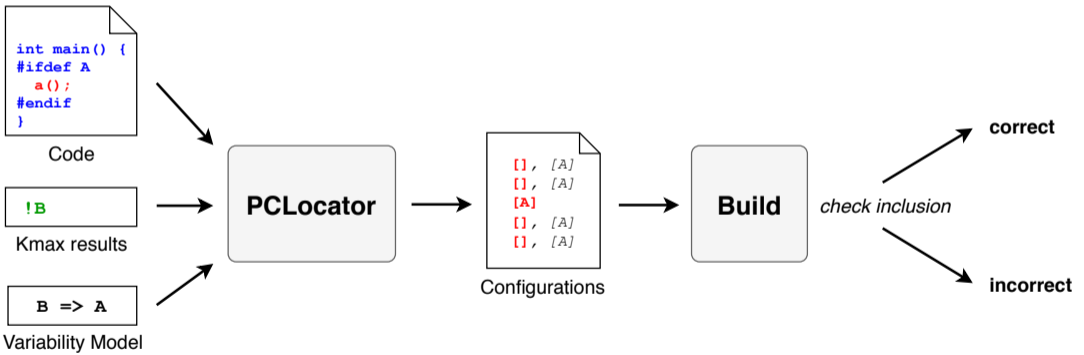 int main() {
#ifdef A
a();
#endif
}
Code
!B
Kmax results
B => A
Variability Model
PCLocator
[], [A]
[], [A]
[A]
[], [A]
[], [A]
Configurations
Build
check inclusion
correct
incorrect